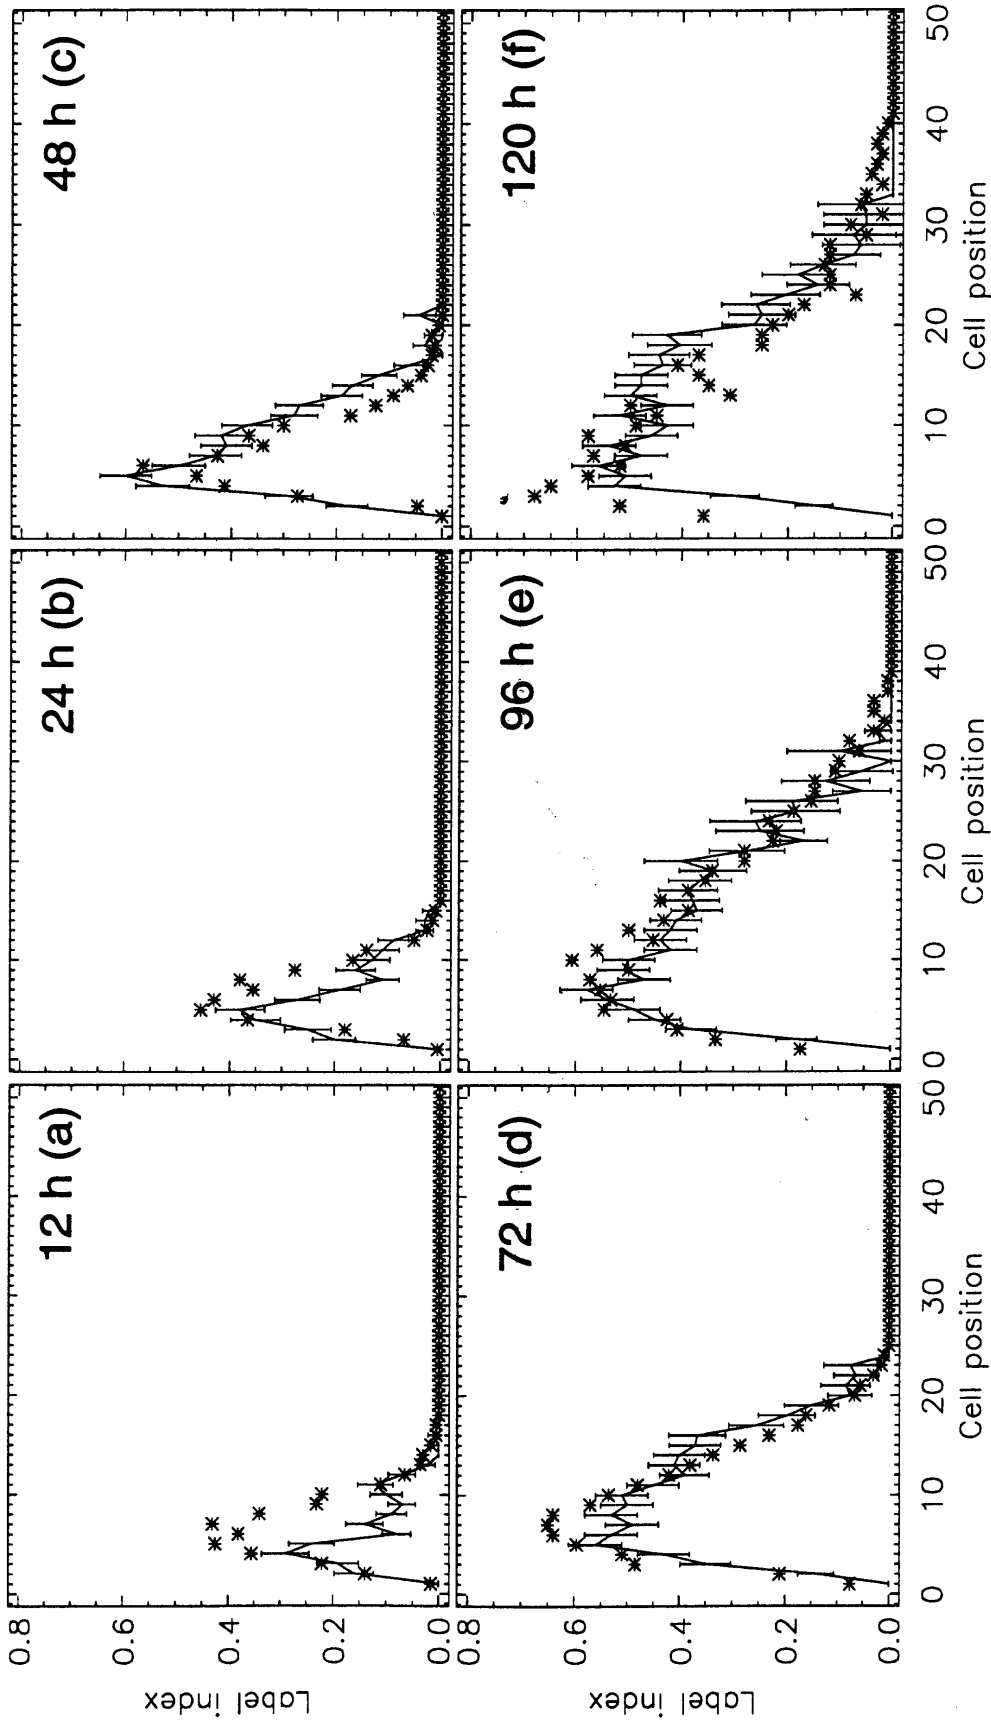 12 h (a)
24 h (b)
48 h (c)
Label index
0.8
0.6
0.4
0.2
0.0
72 h (d)
96 h (e)
120 h (f)
Label index
0.8
0.6
0.4
0.2
0.0
0 10 20 30 40 50
0 10 20 30 40 50
0 10 20 30 40 50
Cell position
Cell position
Cell position